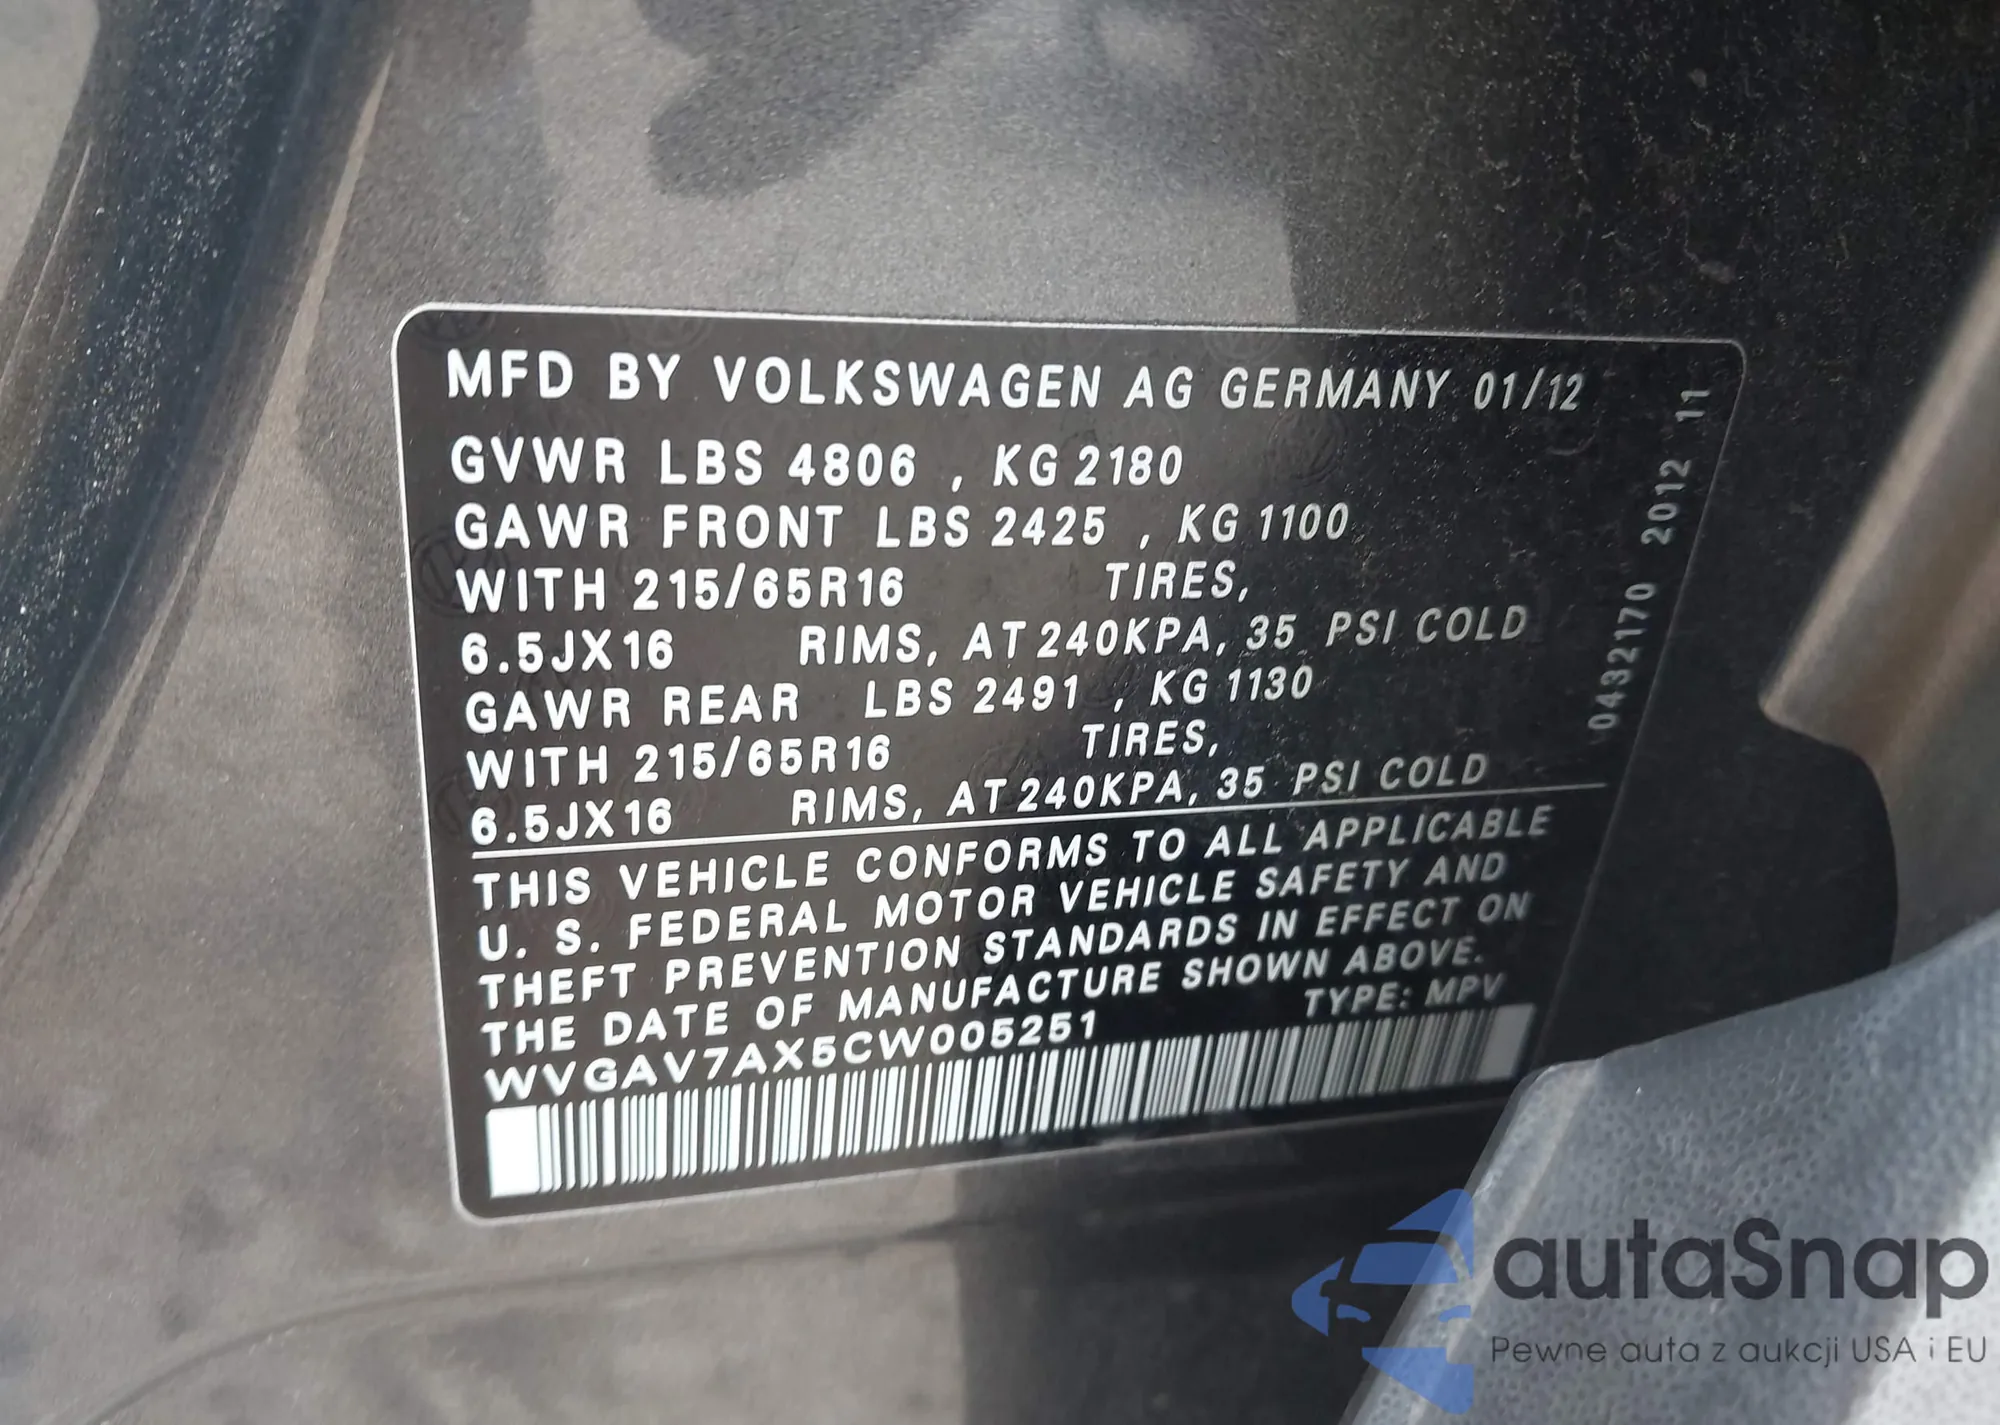 MFD BY VOLKSWAGEN AG GERMANY 01/12
GVWR LBS 4806 , KG 2180
GAWR FRONT LBS 2425 , KG 1100
WITH 215/65R16 TIRES,
6.5JX16 RIMS, AT 240KPA, 35 PSI COLD
GAWR REAR LBS 2491 , KG 1130
WITH 215/65R16 TIRES,
6.5JX16 RIMS, AT 240KPA, 35 PSI COLD
THIS VEHICLE CONFORMS TO ALL APPLICABLE
U. S. FEDERAL MOTOR VEHICLE SAFETY AND
THEFT PREVENTION STANDARDS IN EFFECT ON
THE DATE OF MANUFACTURE SHOWN ABOVE.
WVGAV7AX5CW005251 TYPE: MPV
0432170 2012 11
autaSnap
Pewne auta z aukcji USA i EU